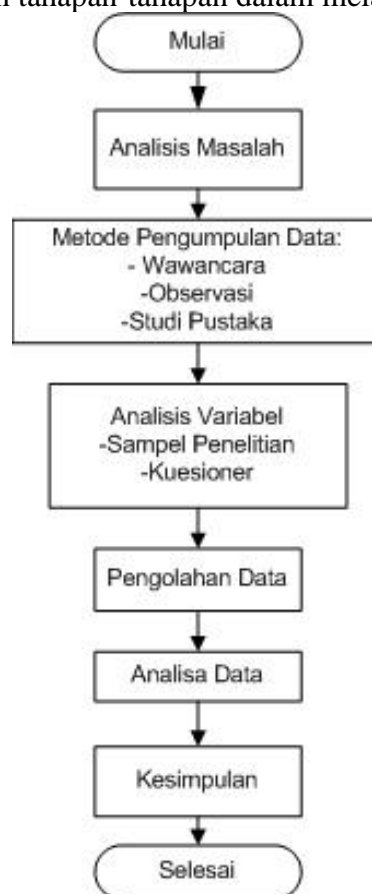 tahapan-tahapan dalam
Mulai
Analisis Masalah
Metode Pengumpulan Data:
- Wawancara
-Observasi
-Studi Pustaka
Analisis Variabel
-Sampel Penelitian
-Kuesioner
Pengolahan Data
Analisa Data
Kesimpulan
Selesai